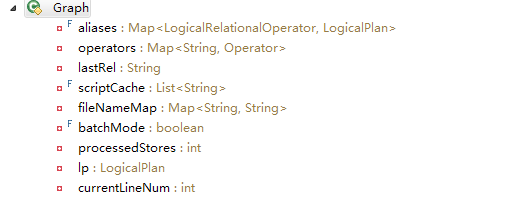 Graph
F aliases : Map<LogicalRelationalOperator, LogicalPlan>
operators : Map<String, Operator>
lastRel : String
F scriptCache : List<String>
fileNameMap : Map<String, String>
F batchMode : boolean
processedStores : int
lp : LogicalPlan
currentLineNum : int